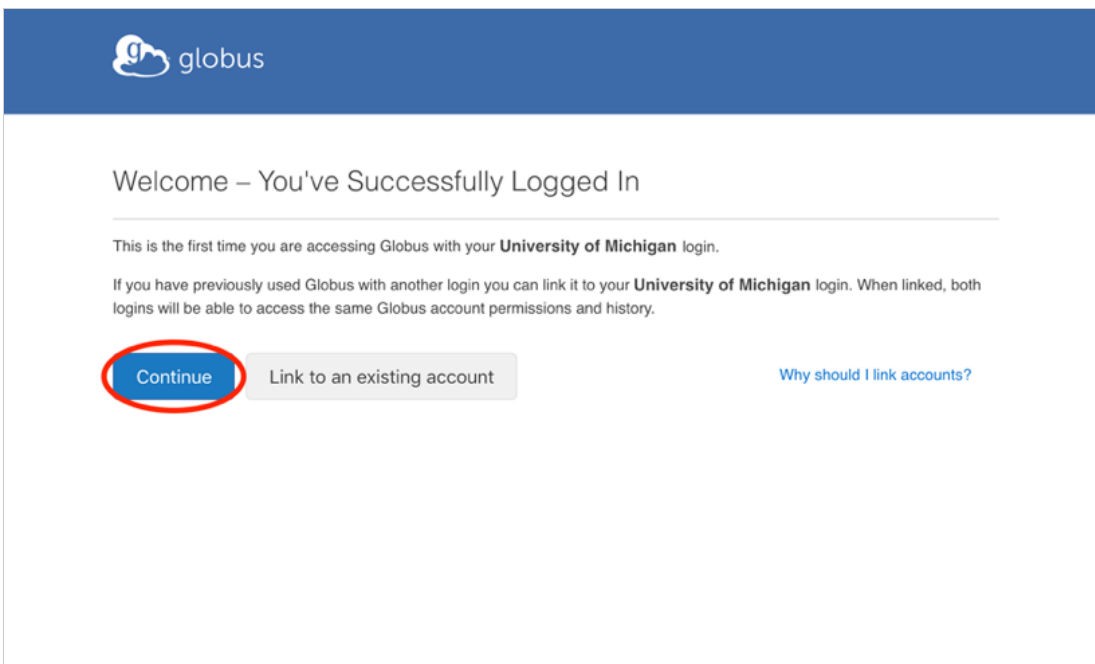 globus
Welcome – You've Successfully Logged In
This is the first time you are accessing Globus with your University of Michigan login.
If you have previously used Globus with another login you can link it to your University of Michigan login. When linked, both
logins will be able to access the same Globus account permissions and history.
Continue
Link to an existing account
Why should I link accounts?